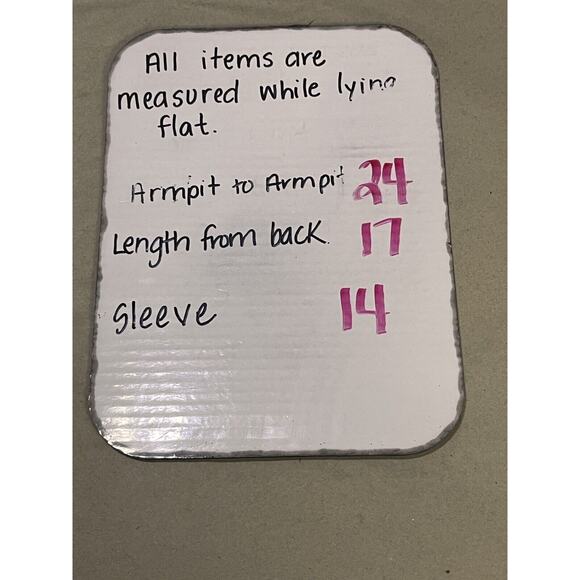 All items are
measured while lying
flat.
Armpit to Armpit 24
Length from back. 17
Sleeve 14